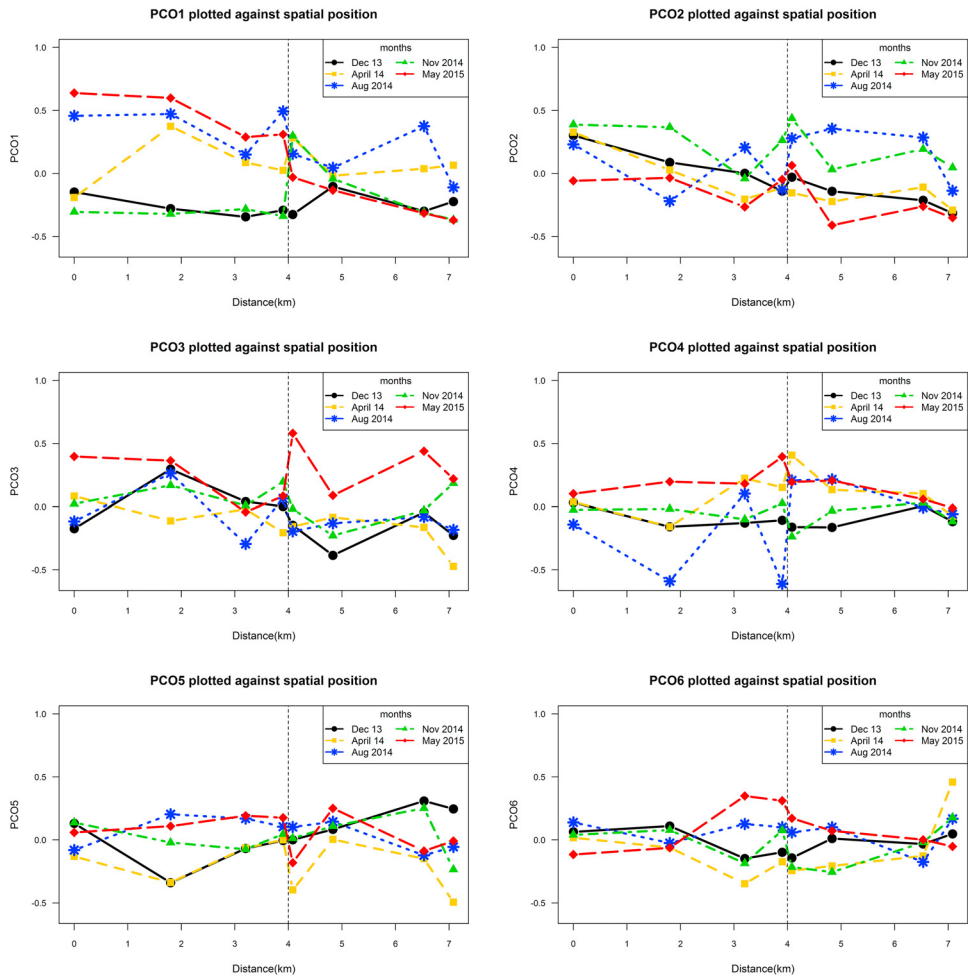 PCO1 plotted against spatial position
months
Dec 13
April 14
Aug 2014
Nov 2014
May 2015
PCO1
1.0
0.5
0.0
-0.5
0 1 2 3 4 5 6 7
Distance(km)
PCO2 plotted against spatial position
months
Dec 13
April 14
Aug 2014
Nov 2014
May 2015
PCO2
1.0
0.5
0.0
-0.5
0 1 2 3 4 5 6 7
Distance(km)
PCO3 plotted against spatial position
months
Dec 13
April 14
Aug 2014
Nov 2014
May 2015
PCO3
1.0
0.5
0.0
-0.5
0 1 2 3 4 5 6 7
Distance(km)
PCO4 plotted against spatial position
months
Dec 13
April 14
Aug 2014
Nov 2014
May 2015
PCO4
1.0
0.5
0.0
-0.5
0 1 2 3 4 5 6 7
Distance(km)
PCO5 plotted against spatial position
months
Dec 13
April 14
Aug 2014
Nov 2014
May 2015
PCO5
1.0
0.5
0.0
-0.5
0 1 2 3 4 5 6 7
Distance(km)
PCO6 plotted against spatial position
months
Dec 13
April 14
Aug 2014
Nov 2014
May 2015
PCO6
1.0
0.5
0.0
-0.5
0 1 2 3 4 5 6 7
Distance(km)